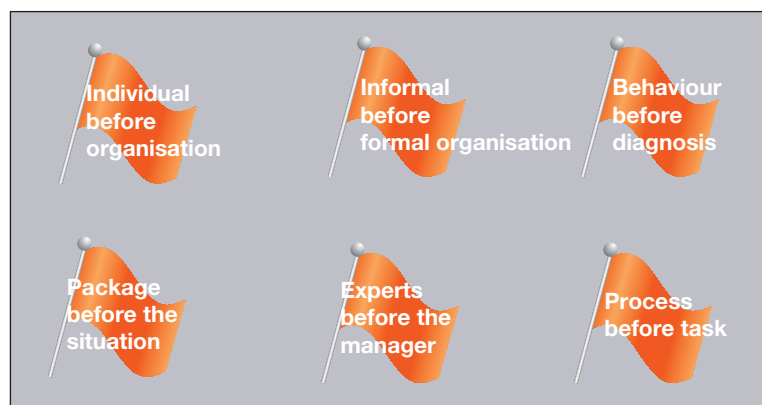 Individual
before
organisation
Informal
before
formal organisation
Behaviour
before
diagnosis
Package
before the
situation
Experts
before the
manager
Process
before task